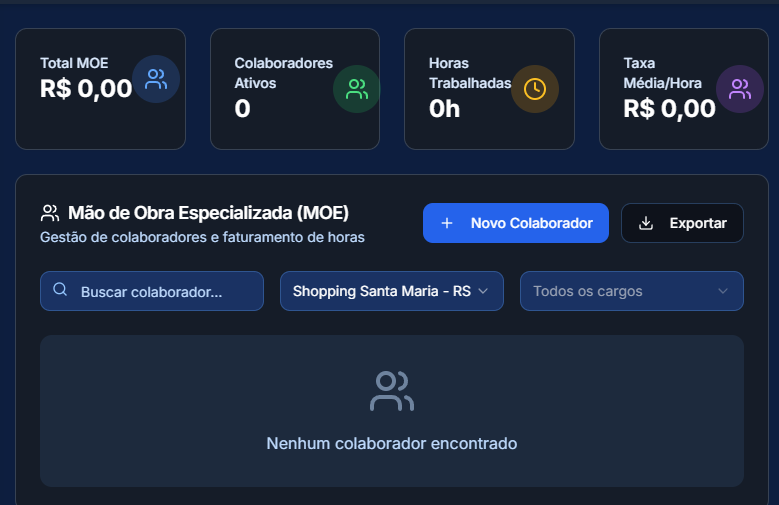 Total MOE
R$ 0,00
Colaboradores
Ativos
0
Horas
Trabalhadas
0h
Taxa
Média/Hora
R$ 0,00
Mão de Obra Especializada (MOE)
Gestão de colaboradores e faturamento de horas
Novo Colaborador
Exportar
Buscar colaborador...
Shopping Santa Maria - RS
Todos os cargos
Nenhum colaborador encontrado